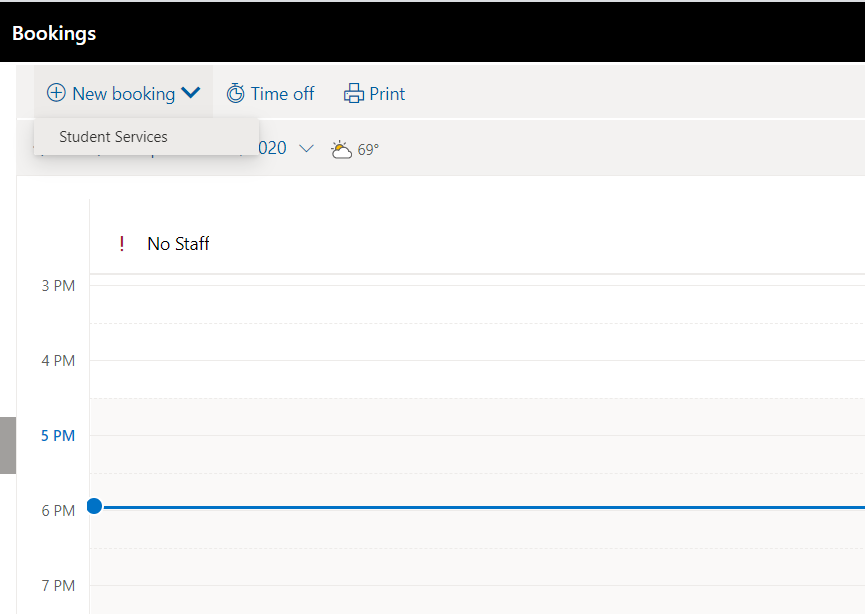 Bookings
New booking Time off Print
Student Services
020 69°
! No Staff
3 PM
4 PM
5 PM
6 PM
7 PM